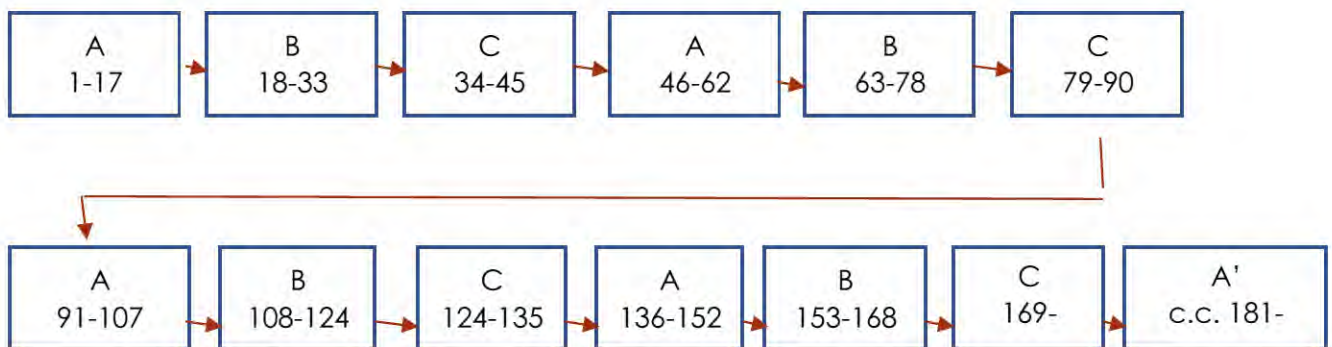 A
1-17
B
18-33
C
34-45
A
46-62
B
63-78
C
79-90
A
91-107
B
108-124
C
124-135
A
136-152
B
153-168
C
169-
A’
c.c. 181-